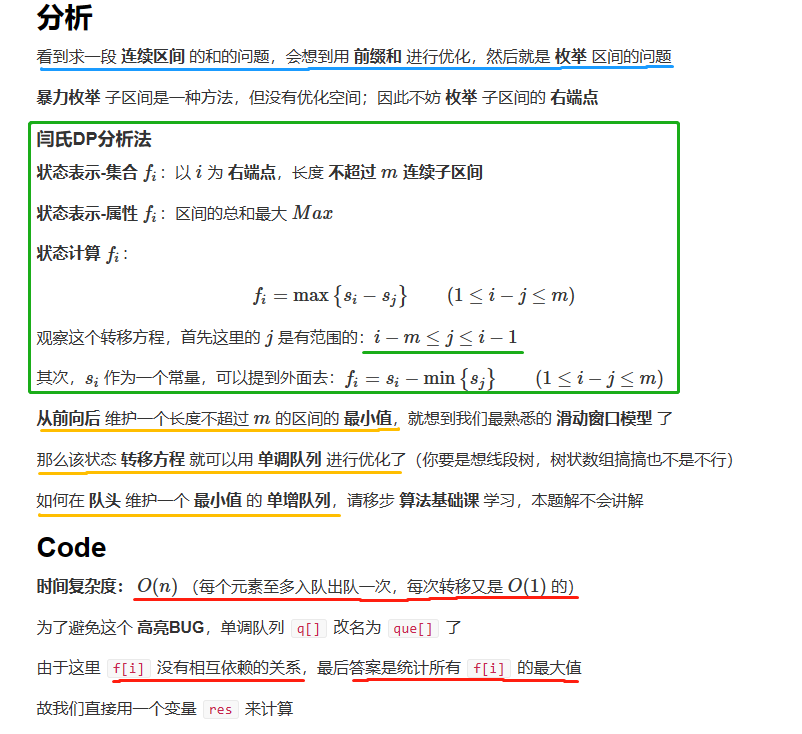 分析
看到求一段 连续区间 的和的问题，会想到用 前缀和 进行优化，然后就是 枚举 区间的问题
暴力枚举 子区间是一种方法，但没有优化空间；因此不妨 枚举 子区间的 右端点
闫氏DP分析法
状态表示-集合 f_i：以 i 为 右端点，长度 不超过 m 连续子区间
状态表示-属性 f_i：区间的总和最大 Max
状态计算 f_i：
f_i = max {s_i − s_j} (1 ≤ i − j ≤ m)
观察这个转移方程，首先这里的 j 是有范围的：i − m ≤ j ≤ i − 1
其次，s_i 作为一个常量，可以提到外面去：f_i = s_i − min {s_j} (1 ≤ i − j ≤ m)
从前向后 维护一个长度不超过 m 的区间的 最小值，就想到我们最熟悉的 滑动窗口模型 了
那么该状态 转移方程 就可以用 单调队列 进行优化了（你要是想线段树，树状数组搞搞也不是不行）
如何在 队头 维护一个 最小值 的 单增队列，请移步 算法基础课 学习，本题解不会讲解
Code
时间复杂度：O(n) （每个元素至多入队出队一次，每次转移又是 O(1) 的）
为了避免这个 高亮BUG，单调队列 q[] 改名为 que[] 了
由于这里 f[i] 没有相互依赖的关系，最后答案是统计所有 f[i] 的最大值
故我们直接用一个变量 res 来计算